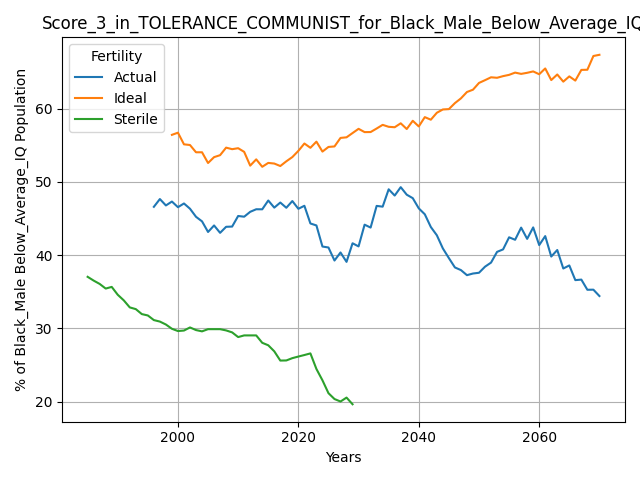 Score_3_in_TOLERANCE_COMMUNIST_for_Black_Male_Below_Average_IQ
Fertility
Actual
Ideal
Sterile
% of Black_Male Below_Average_IQ Population
60
50
40
30
20
2000
2020
2040
2060
Years